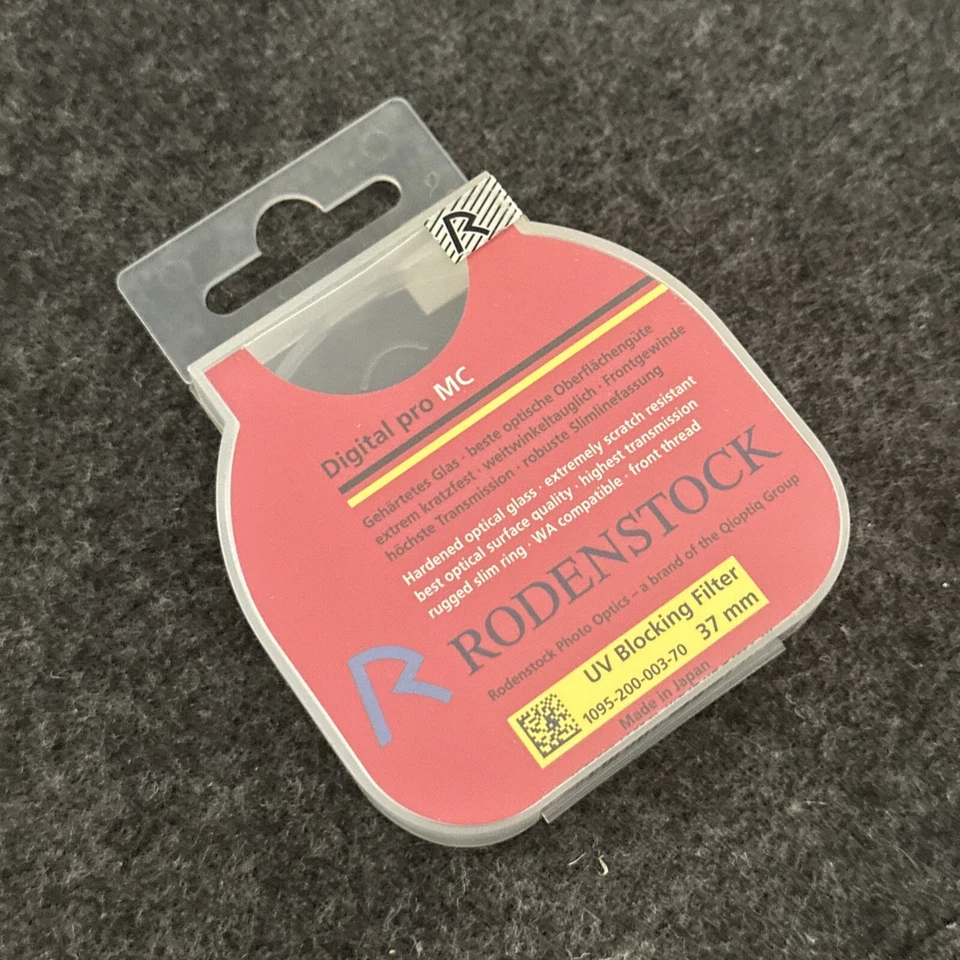 R
Digital pro MC
Gehärtetes Glas · beste optische Oberflächengüte
extrem kratzfest · weitwinkeltauglich · Frontgewinde
höchste Transmission · robuste Slimlinefassung
Hardened optical glass · extremely scratch resistant
best optical surface quality · highest transmission
rugged slim ring · WA compatible · front thread
R RODENSTOCK
Rodenstock Photo Optics – a brand of the Qioptiq Group
UV Blocking Filter
1095-200-003-70 37 mm
Made in Japan